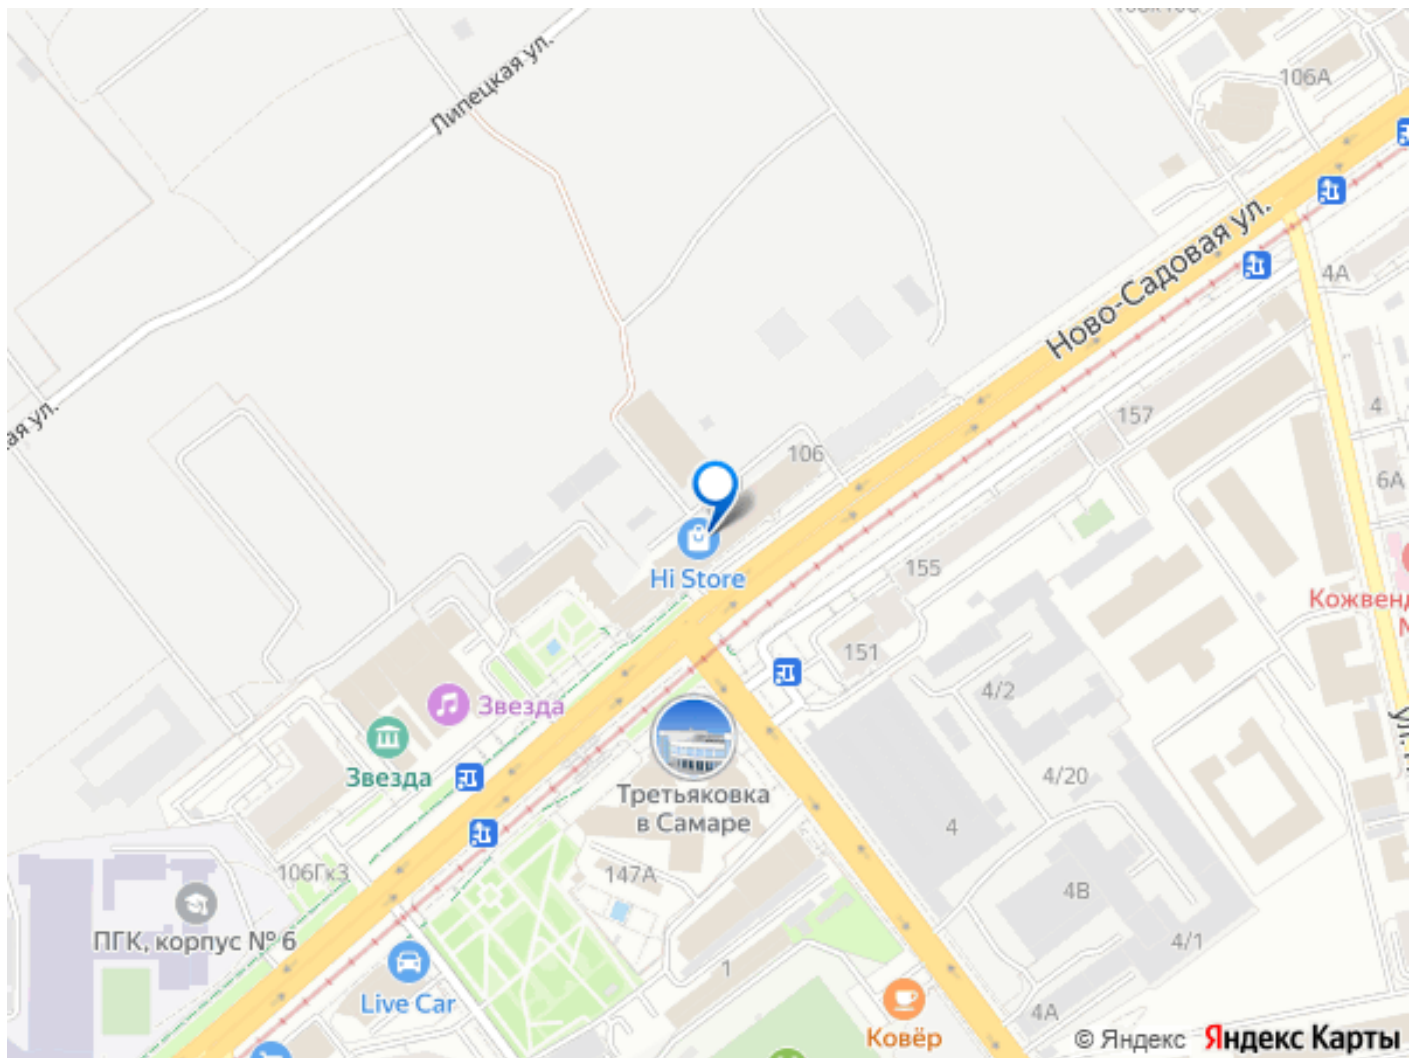 106А
Липецкая ул.
Ново-Садовая ул.
4А
157
4
ая ул.
106
6А
155
Hi Store
Кожвенд
151
4/2
Звезда
Звезда
4/20
Третьяковка
в Самаре
4
147А
106Гк3
4В
ПГК, корпус № 6
4/1
1
Live Car
4А
Ковёр
© Яндекс Яндекс Карты